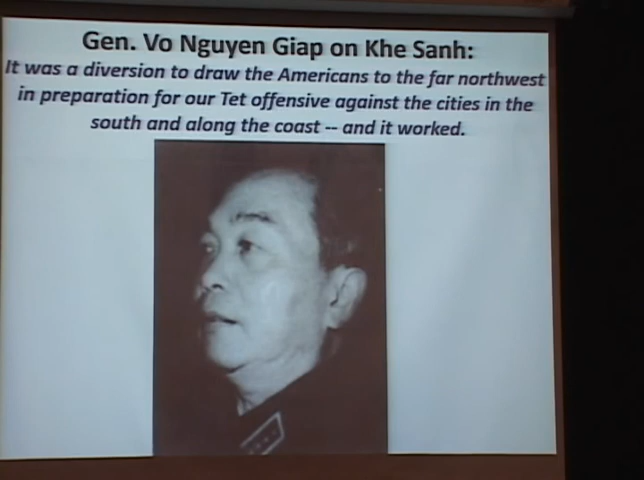 Gen. Vo Nguyen Giap on Khe Sanh:
It was a diversion to draw the Americans to the far northwest
in preparation for our Tet offensive against the cities in the
south and along the coast -- and it worked.